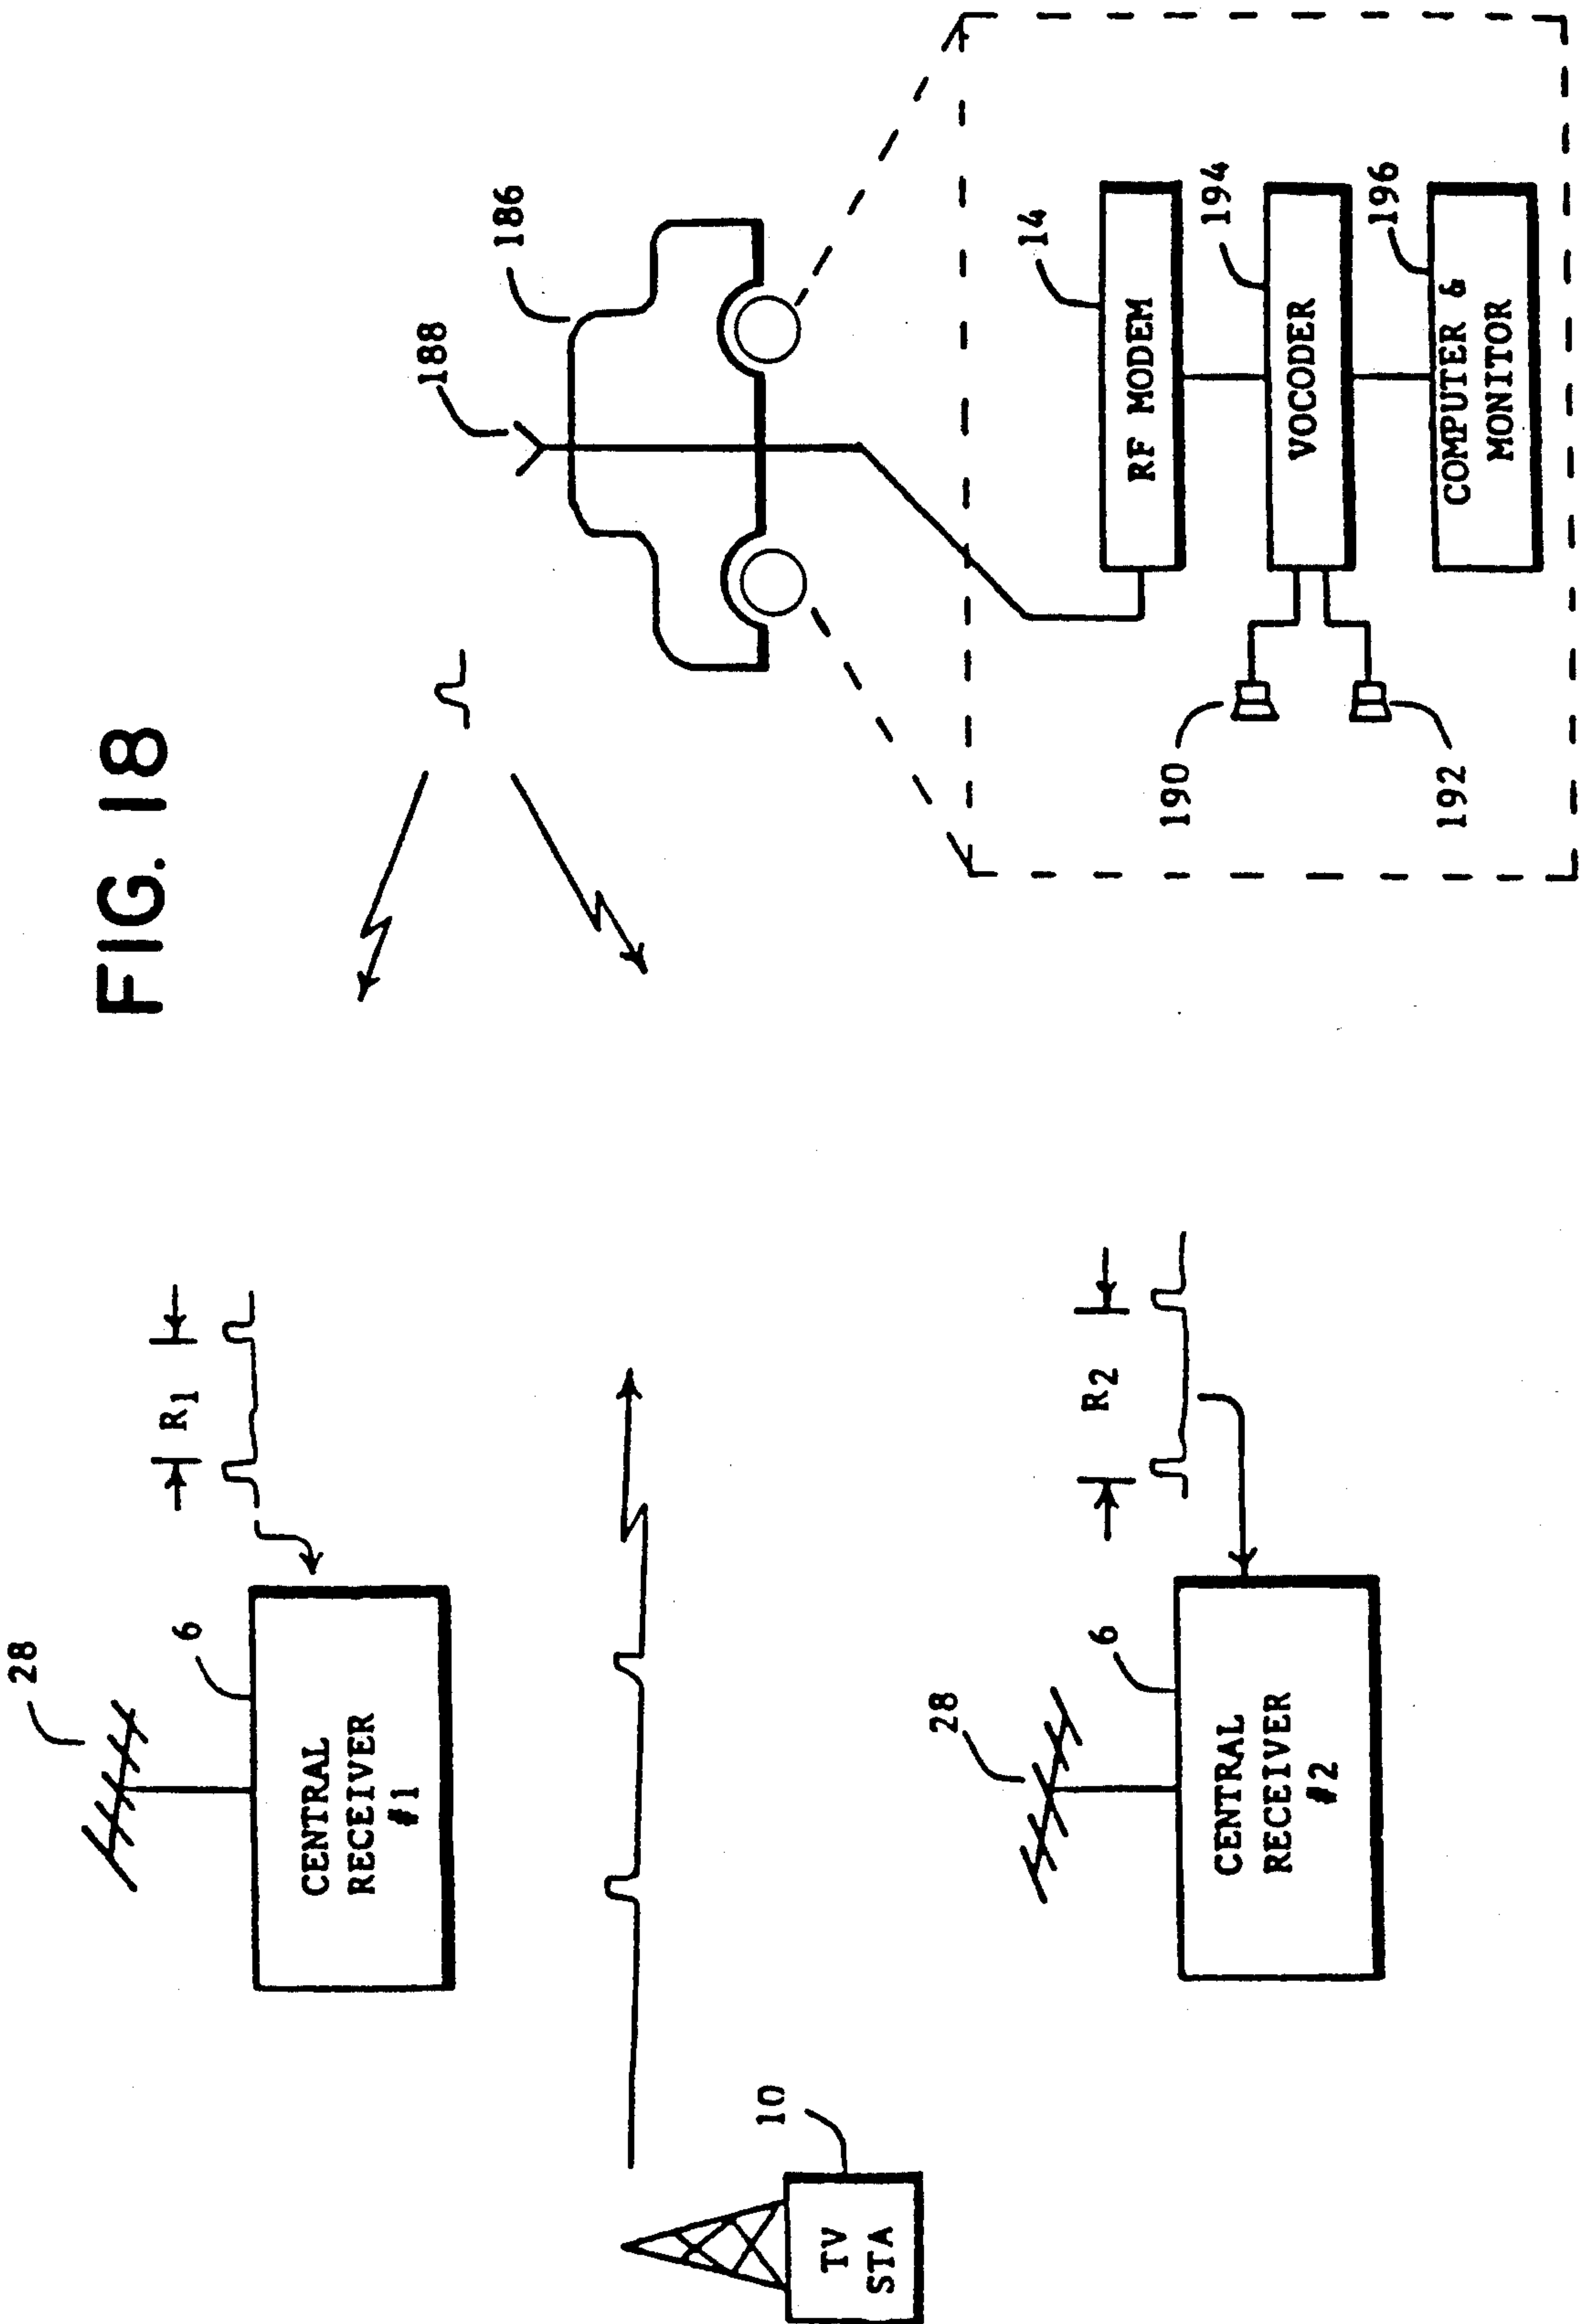 FIG. 18
28
6
CENTRAL
RECEIVER
#1
R1
188
186
10
TV
STA
28
6
CENTRAL
RECEIVER
#2
R2
14
RF MODEM
190
194
VOCODER
192
196
COMPUTER &
MONITOR